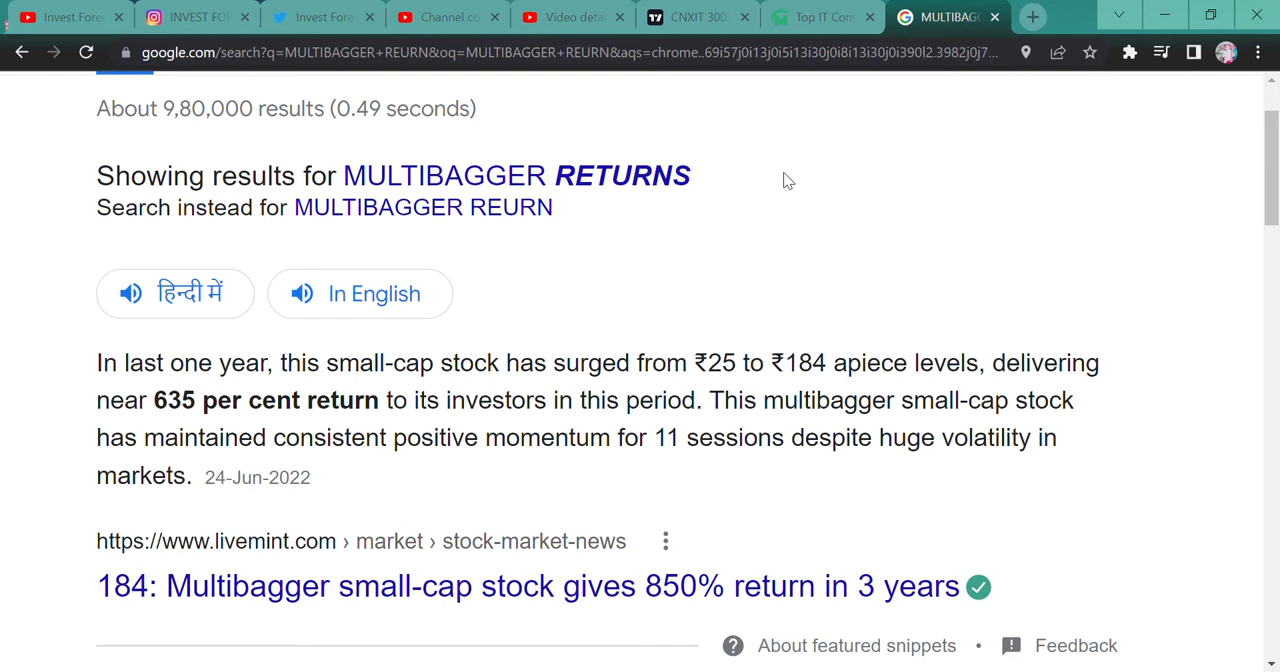 Invest Fore
INVEST FOR
Invest Fore
Channel co
Video deta
CNXIT 300
Top IT Com
MULTIBAG
google.com/search?q=MULTIBAGGER+REURN&oq=MULTIBAGGER+REURN&aqs=chrome..69i57j0i13j0i5i13i30j0i8i13i30j0i390l2.3982j0j7...
About 9,80,000 results (0.49 seconds)
Showing results for MULTIBAGGER RETURNS
Search instead for MULTIBAGGER REURN
हिन्दी में
In English
In last one year, this small-cap stock has surged from ₹25 to ₹184 apiece levels, delivering
near 635 per cent return to its investors in this period. This multibagger small-cap stock
has maintained consistent positive momentum for 11 sessions despite huge volatility in
markets. 24-Jun-2022
https://www.livemint.com › market › stock-market-news
184: Multibagger small-cap stock gives 850% return in 3 years
About featured snippets • Feedback